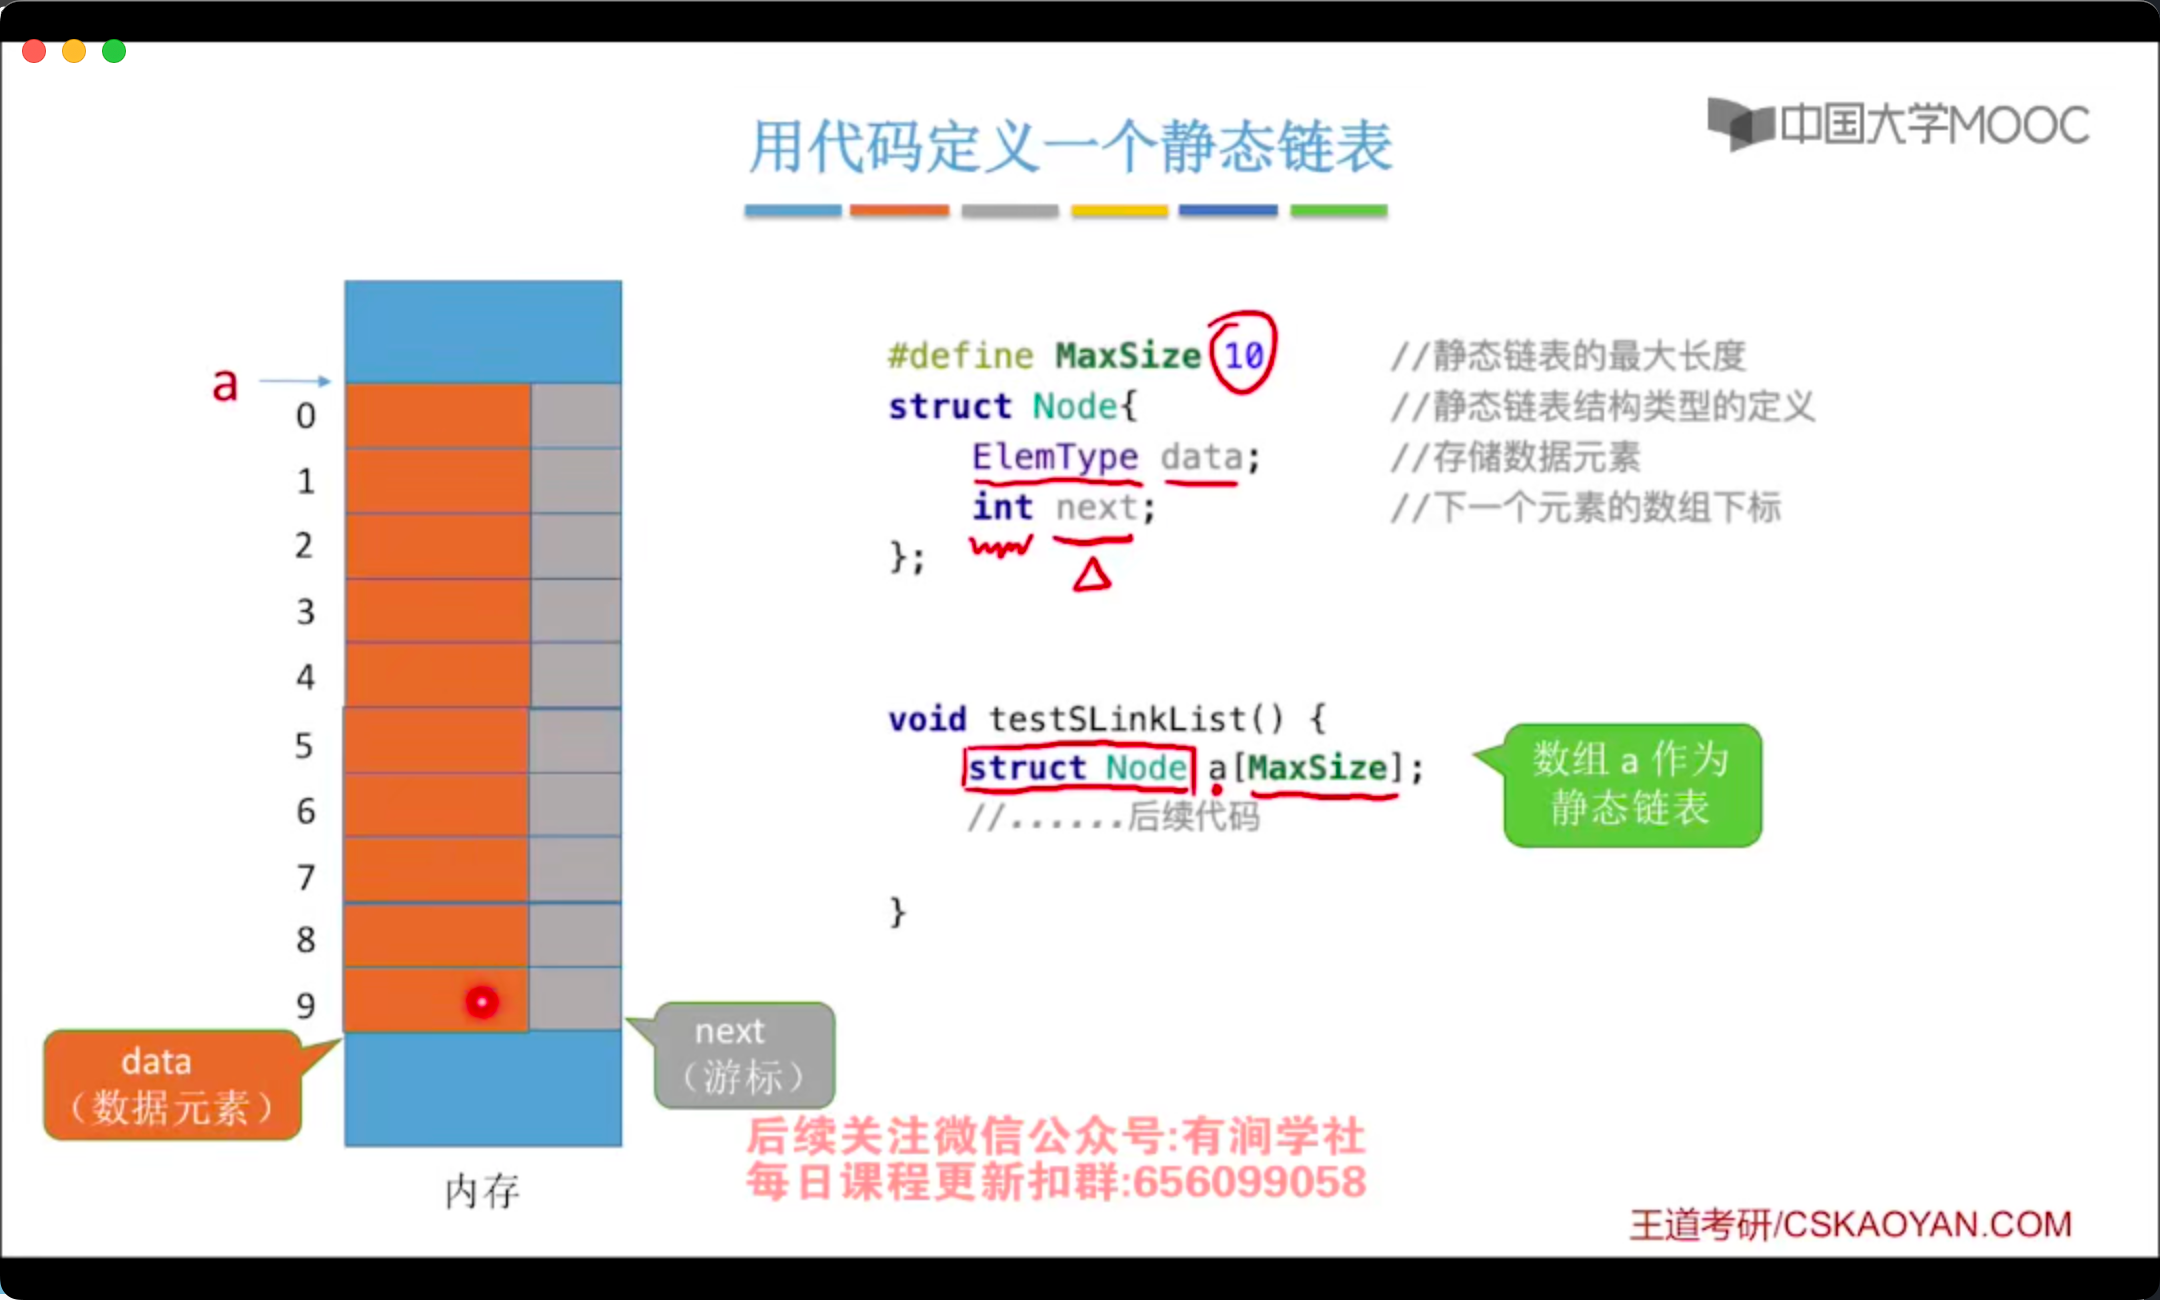 中国大学MOOC
用代码定义一个静态链表
a
0
1
2
3
4
5
6
7
8
9
data
（数据元素）
next
（游标）
内存
#define MaxSize 10 //静态链表的最大长度
struct Node{ //静态链表结构类型的定义
ElemType data; //存储数据元素
int next; //下一个元素的数组下标
};
void testSLinkList() {
struct Node a[MaxSize];
//......后续代码
}
数组 a 作为
静态链表
后续关注微信公众号:有涧学社
每日课程更新扣群:656099058
王道考研/CSKAOYAN.COM